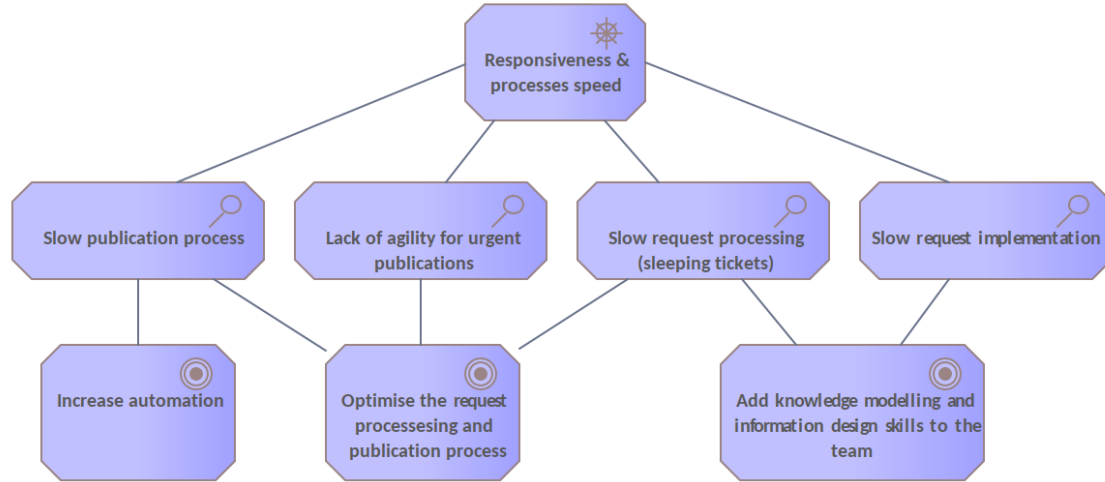 Responsiveness &
processes speed
Slow publication process
Lack of agility for urgent
publications
Slow request processing
(sleeping tickets)
Slow request implementation
Increase automation
Optimise the request
processesing and
publication process
Add knowledge modelling and
information design skills to the
team